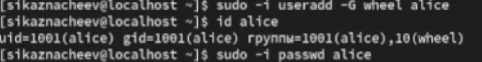 [sikaznacheev@localhost ~]$ sudo -i useradd -G wheel alice
[sikaznacheev@localhost ~]$ id alice
uid=1001(alice) gid=1001(alice) группы=1001(alice),10(wheel)
[sikaznacheev@localhost ~]$ sudo -i passwd alice